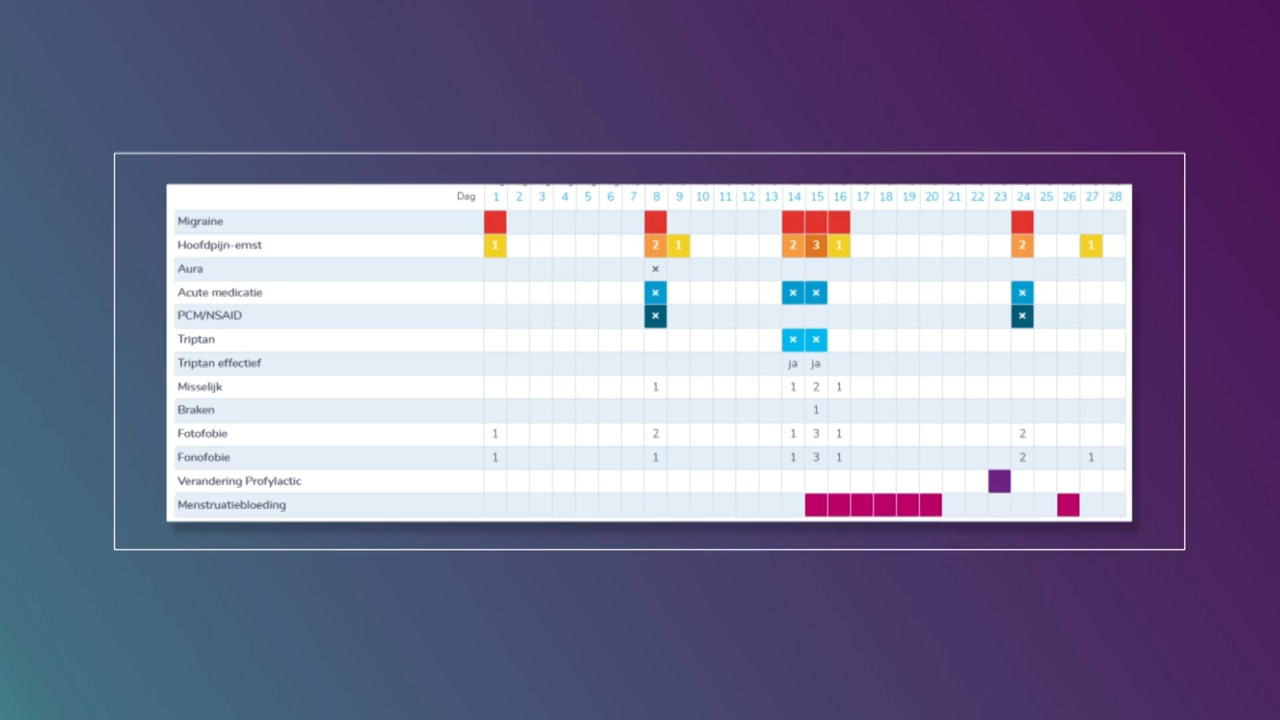 Dag 1 2 3 4 5 6 7 8 9 10 11 12 13 14 15 16 17 18 19 20 21 22 23 24 25 26 27 28
Migraine
Hoofdpijn-ernst 1 2 1 2 3 1 2 1
Aura ×
Acute medicatie × × × ×
PCM/NSAID × ×
Triptan × ×
Triptan effectief ja ja
Misselijk 1 1 2 1
Braken 1
Fotofobie 1 2 1 3 1 2
Fonofobie 1 1 1 3 1 2 1
Verandering Profylactic
Menstruatiebloeding